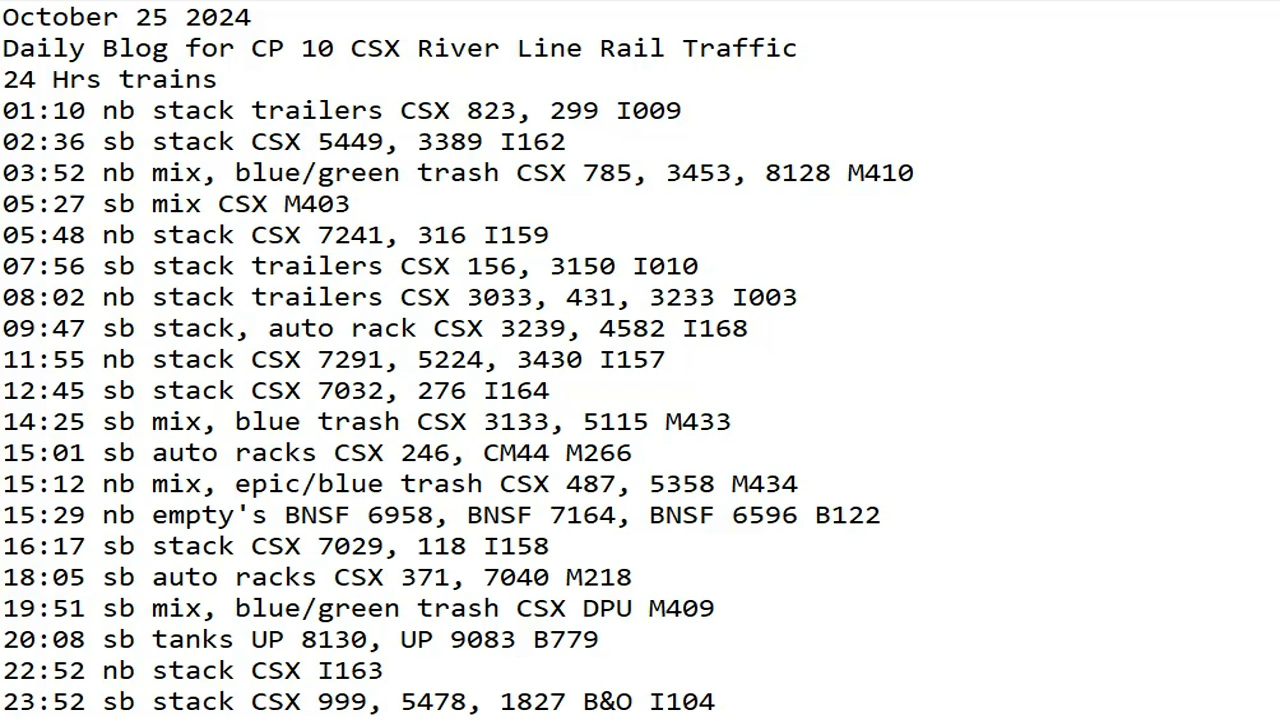 October 25 2024
Daily Blog for CP 10 CSX River Line Rail Traffic
24 Hrs trains
01:10 nb stack trailers CSX 823, 299 I009
02:36 sb stack CSX 5449, 3389 I162
03:52 nb mix, blue/green trash CSX 785, 3453, 8128 M410
05:27 sb mix CSX M403
05:48 nb stack CSX 7241, 316 I159
07:56 sb stack trailers CSX 156, 3150 I010
08:02 nb stack trailers CSX 3033, 431, 3233 I003
09:47 sb stack, auto rack CSX 3239, 4582 I168
11:55 nb stack CSX 7291, 5224, 3430 I157
12:45 sb stack CSX 7032, 276 I164
14:25 sb mix, blue trash CSX 3133, 5115 M433
15:01 sb auto racks CSX 246, CM44 M266
15:12 nb mix, epic/blue trash CSX 487, 5358 M434
15:29 nb empty's BNSF 6958, BNSF 7164, BNSF 6596 B122
16:17 sb stack CSX 7029, 118 I158
18:05 sb auto racks CSX 371, 7040 M218
19:51 sb mix, blue/green trash CSX DPU M409
20:08 sb tanks UP 8130, UP 9083 B779
22:52 nb stack CSX I163
23:52 sb stack CSX 999, 5478, 1827 B&O I104